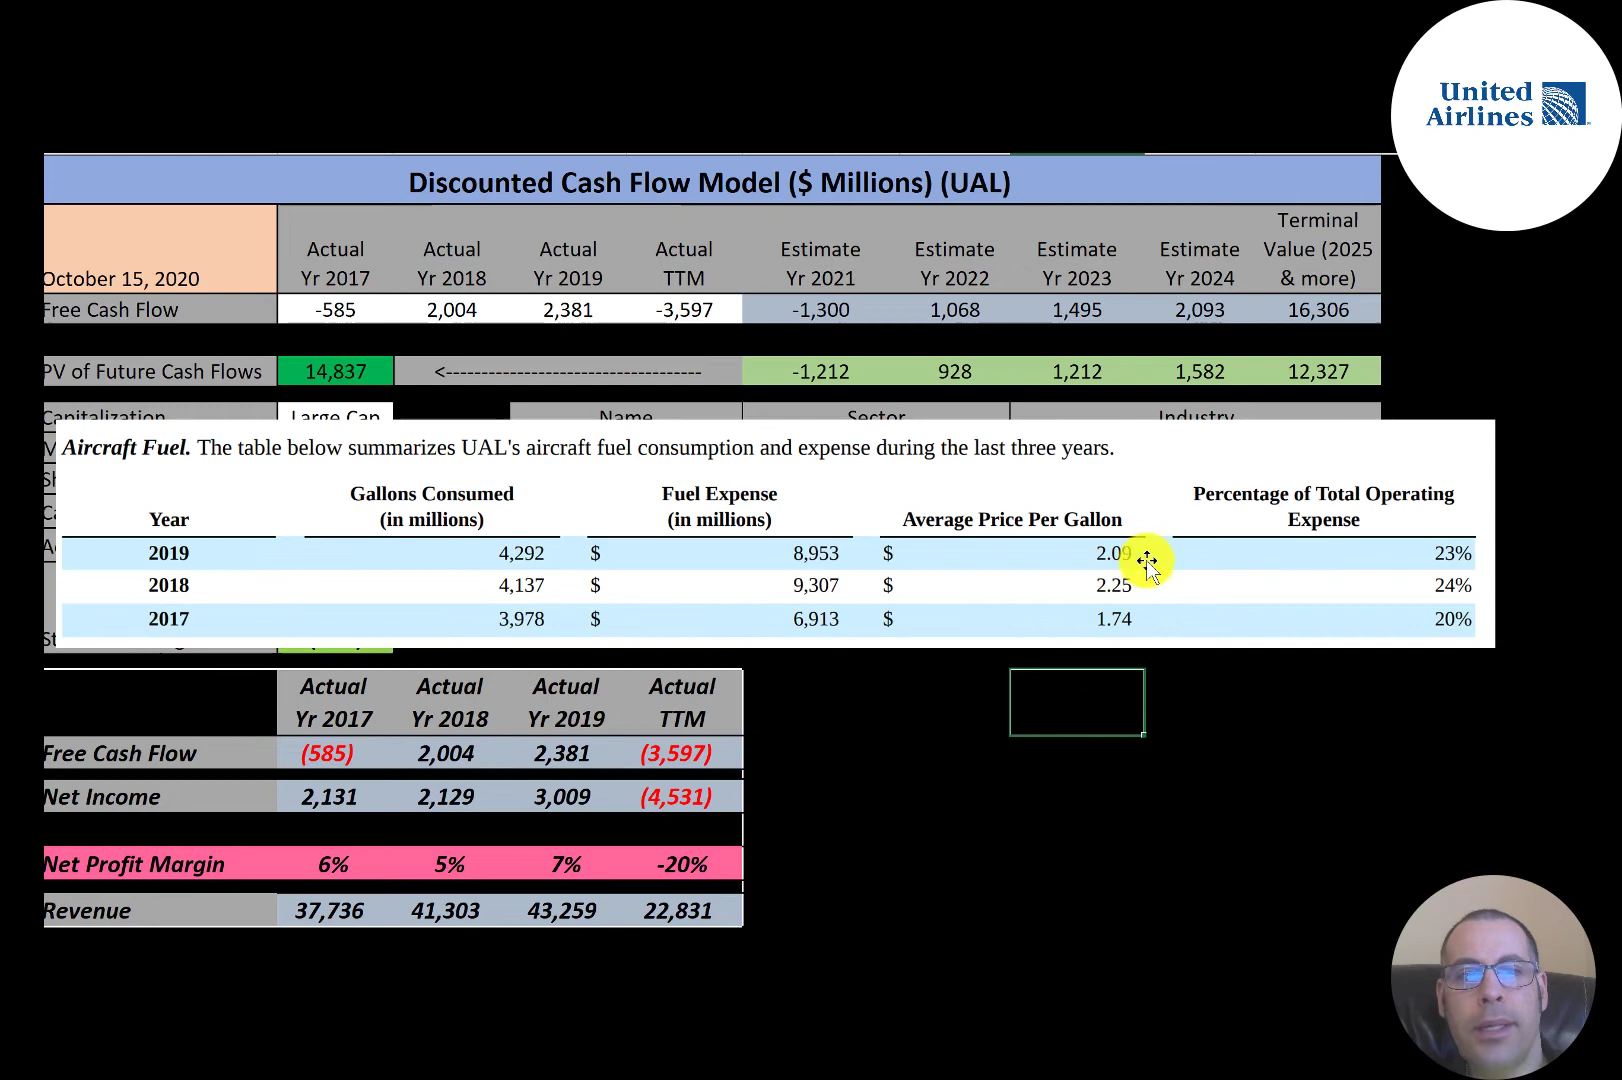 United
Airlines
Discounted Cash Flow Model ($ Millions) (UAL)
October 15, 2020 Actual Yr 2017 Actual Yr 2018 Actual Yr 2019 Actual TTM Estimate Yr 2021 Estimate Yr 2022 Estimate Yr 2023 Estimate Yr 2024 Terminal Value (2025 & more)
Free Cash Flow -585 2,004 2,381 -3,597 -1,300 1,068 1,495 2,093 16,306
PV of Future Cash Flows 14,837 <------------------------------------ -1,212 928 1,212 1,582 12,327
Capitalization Large Cap Name Sector Industry
Aircraft Fuel. The table below summarizes UAL's aircraft fuel consumption and expense during the last three years.
Year Gallons Consumed (in millions) Fuel Expense (in millions) Average Price Per Gallon Percentage of Total Operating Expense
2019 4,292 $ 8,953 $ 2.09 23%
2018 4,137 $ 9,307 $ 2.25 24%
2017 3,978 $ 6,913 $ 1.74 20%
Actual Yr 2017 Actual Yr 2018 Actual Yr 2019 Actual TTM
Free Cash Flow (585) 2,004 2,381 (3,597)
Net Income 2,131 2,129 3,009 (4,531)
Net Profit Margin 6% 5% 7% -20%
Revenue 37,736 41,303 43,259 22,831